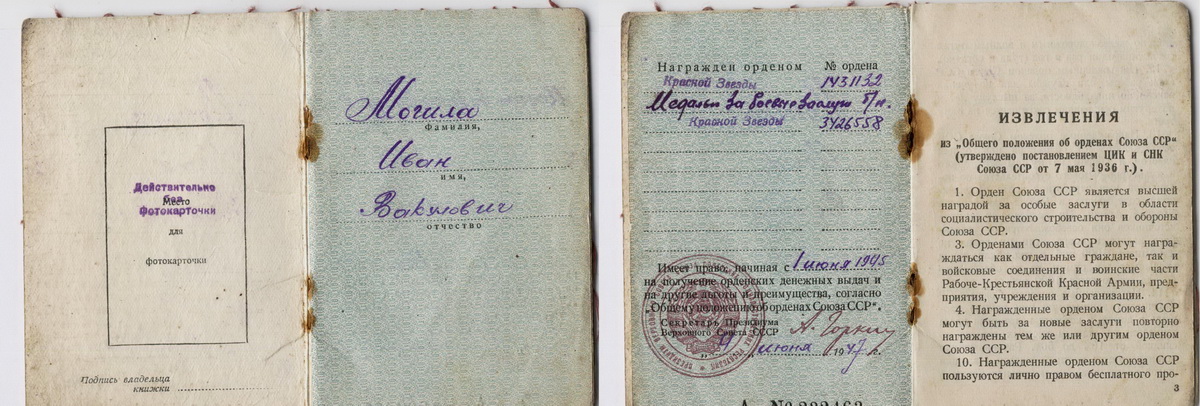 Действительно
без
фотокарточки
Место
для
фотокарточки
Подпись владельца
книжки
Могила
Фамилия,
Иван
имя,
Вакулович
отчество
Награжден орденом № ордена
Красной Звезды 1431132
Медалью За боевые заслуги б/н.
Красной Звезды 3426558
Имеет право, начиная с 1 июня 1945
на получение орденских денежных выдач и
на другие льготы и преимущества, согласно
„Общему положению об орденах Союза ССР“.
Секретарь Президиума
Верховного Совета СССР А. Горкин
июня 1947 г.
А №
ИЗВЛЕЧЕНИЯ
из „Общего положения об орденах Союза ССР“
(утверждено постановлением ЦИК и СНК
Союза ССР от 7 мая 1936 г.).
1. Орден Союза ССР является высшей
наградой за особые заслуги в области
социалистического строительства и обороны
Союза ССР.
3. Орденами Союза ССР могут награ-
ждаться как отдельные граждане, так и
войсковые соединения и воинские части
Рабоче-Крестьянской Красной Армии, пред-
приятия, учреждения и организации.
4. Награжденные орденом Союза ССР
могут быть за новые заслуги повторно
награждены тем же или другим орденом
Союза ССР.
10. Награжденные орденом Союза ССР
пользуются лично правом бесплатного про-
3